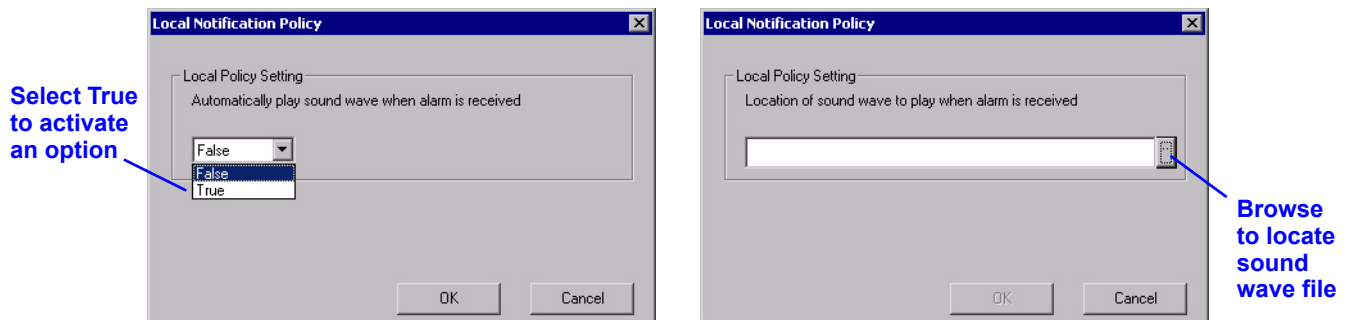 Local Notification Policy
Local Policy Setting
Automatically play sound wave when alarm is received
Select True
to activate
an option
False
False
True
OK
Cancel
Local Notification Policy
Local Policy Setting
Location of sound wave to play when alarm is received
Browse
to locate
sound
wave file
OK
Cancel